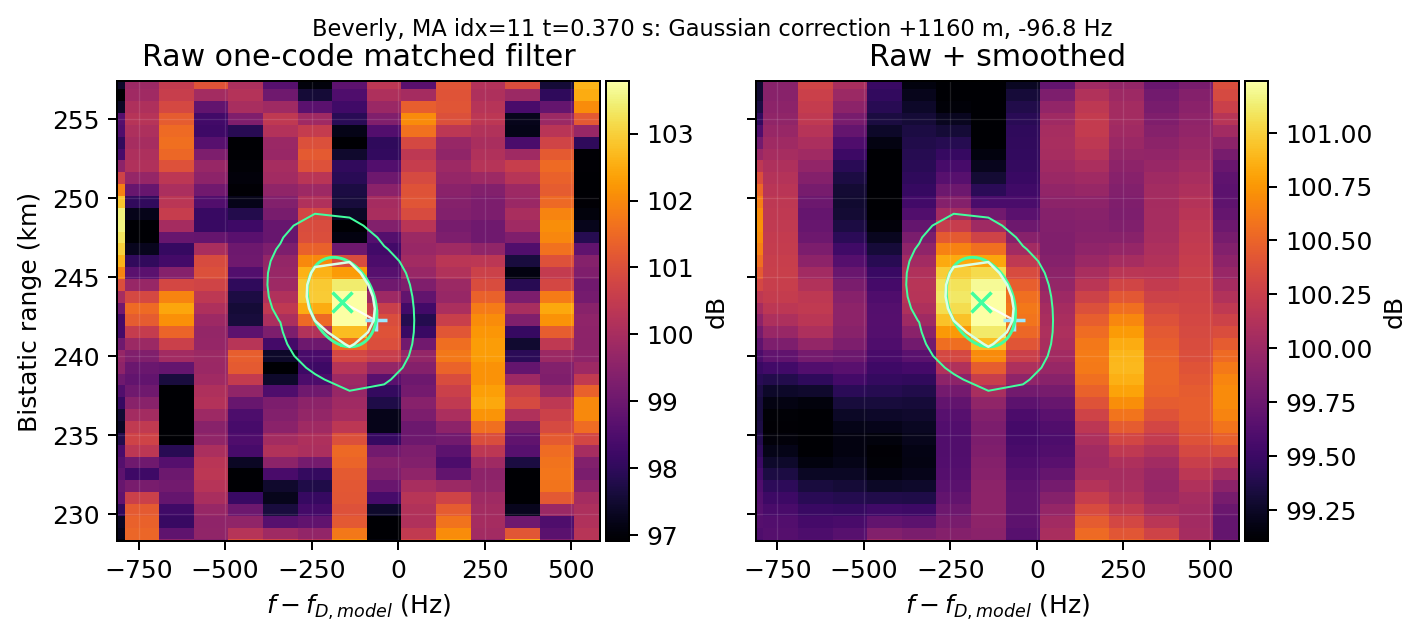 Beverly, MA idx=11 t=0.370 s: Gaussian correction +1160 m, -96.8 Hz
Raw one-code matched filter
Raw + smoothed
Bistatic range (km)
255
250
245
240
235
230
−750 −500 −250 0 250 500
f − f_{D, model} (Hz)
103
102
101
100
99
98
97
dB
−750 −500 −250 0 250 500
f − f_{D, model} (Hz)
101.00
100.75
100.50
100.25
100.00
99.75
99.50
99.25
dB